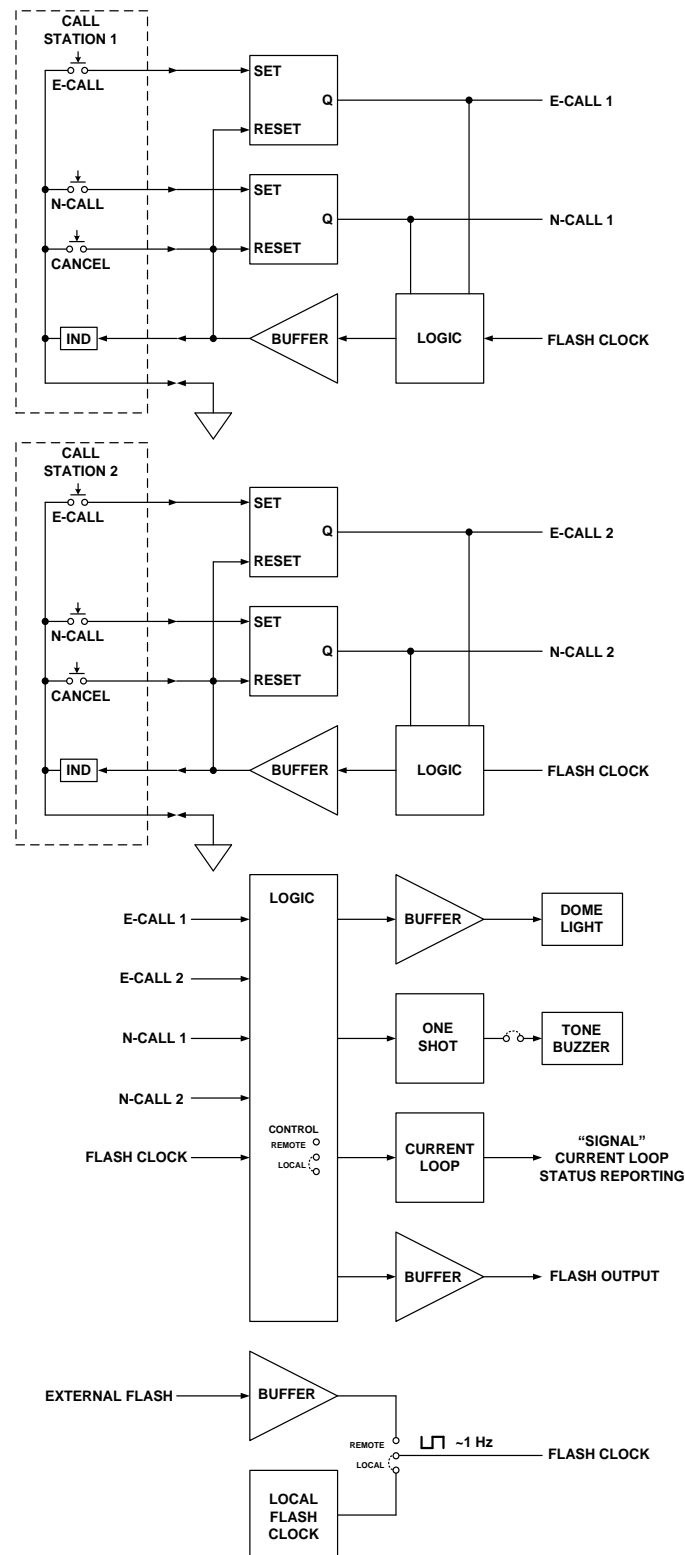 CALL
STATION 1
E-CALL
SET
Q
RESET
E-CALL 1
N-CALL
SET
Q
RESET
N-CALL 1
CANCEL
IND
BUFFER
LOGIC
FLASH CLOCK
CALL
STATION 2
E-CALL
SET
Q
RESET
E-CALL 2
N-CALL
SET
Q
RESET
N-CALL 2
CANCEL
IND
BUFFER
LOGIC
FLASH CLOCK
E-CALL 1
E-CALL 2
N-CALL 1
N-CALL 2
FLASH CLOCK
LOGIC
CONTROL
REMOTE
LOCAL
BUFFER
DOME
LIGHT
ONE
SHOT
TONE
BUZZER
CURRENT
LOOP
“SIGNAL”
CURRENT LOOP
STATUS REPORTING
BUFFER
FLASH OUTPUT
EXTERNAL FLASH
BUFFER
REMOTE
LOCAL
~1 Hz
FLASH CLOCK
LOCAL
FLASH
CLOCK